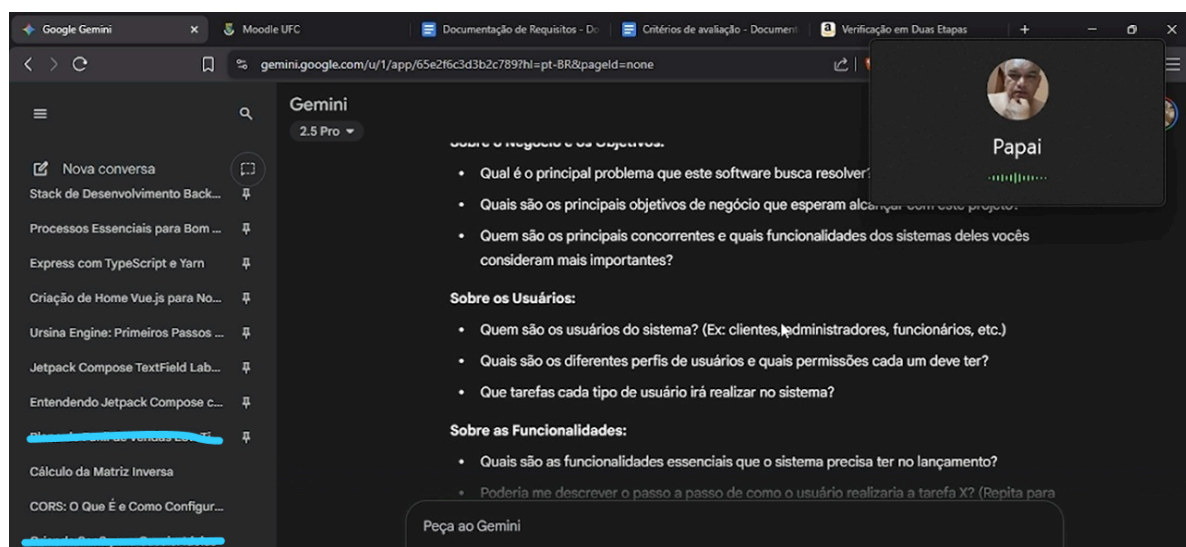 Google Gemini
Moodle UFC
Documentação de Requisitos - Do
Critérios de avaliação - Document
Verificação em Duas Etapas
gemini.google.com/u/1/app/65e2f6c3d3b2c789?hl=pt-BR&pageId=none
Gemini
2.5 Pro
Papai
Nova conversa
Stack de Desenvolvimento Back...
Processos Essenciais para Bom ...
Express com TypeScript e Yarn
Criação de Home Vue.js para No...
Ursina Engine: Primeiros Passos ...
Jetpack Compose TextField Lab...
Entendendo Jetpack Compose c...
Cálculo da Matriz Inversa
CORS: O Que É e Como Configur...
Sobre o Negócio e os Objetivos:
• Qual é o principal problema que este software busca resolver?
• Quais são os principais objetivos de negócio que esperam alcançar com este projeto?
• Quem são os principais concorrentes e quais funcionalidades dos sistemas deles vocês
consideram mais importantes?
Sobre os Usuários:
• Quem são os usuários do sistema? (Ex: clientes, administradores, funcionários, etc.)
• Quais são os diferentes perfis de usuários e quais permissões cada um deve ter?
• Que tarefas cada tipo de usuário irá realizar no sistema?
Sobre as Funcionalidades:
• Quais são as funcionalidades essenciais que o sistema precisa ter no lançamento?
• Poderia me descrever o passo a passo de como o usuário realizaria a tarefa X? (Repita para
Peça ao Gemini